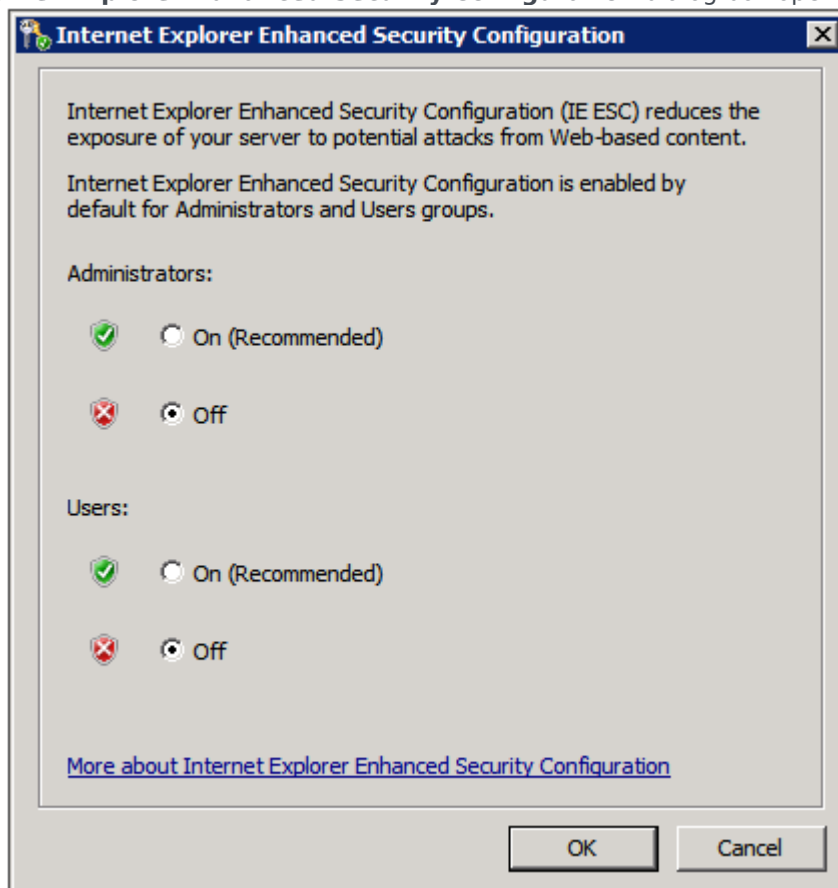 Internet Explorer Enhanced Security Configuration
Internet Explorer Enhanced Security Configuration (IE ESC) reduces the
exposure of your server to potential attacks from Web-based content.
Internet Explorer Enhanced Security Configuration is enabled by
default for Administrators and Users groups.
Administrators:
On (Recommended)
Off
Users:
On (Recommended)
Off
More about Internet Explorer Enhanced Security Configuration
OK
Cancel